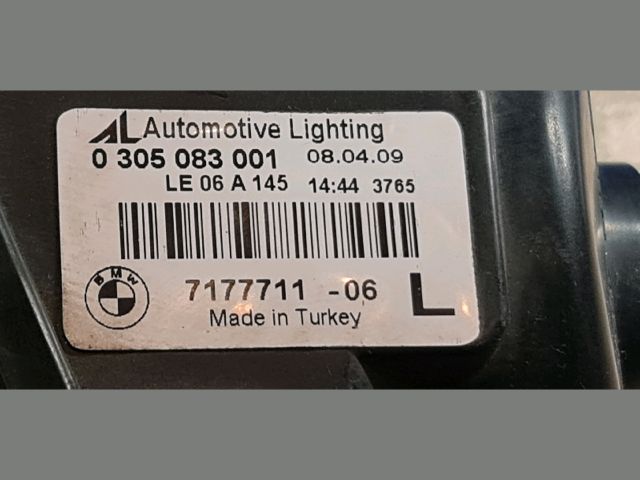 AL Automotive Lighting
0 305 083 001 08.04.09
LE 06 A 145 14:44 3765
BMW 7177711 -06 L
Made in Turkey